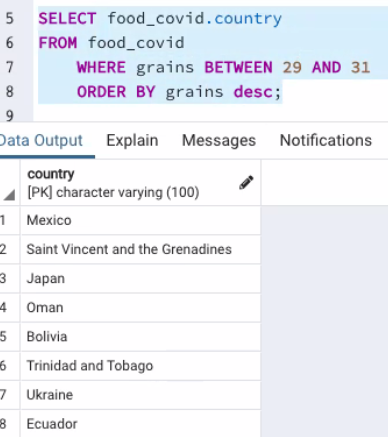 5 SELECT food_covid.country
6 FROM food_covid
7 WHERE grains BETWEEN 29 AND 31
8 ORDER BY grains desc;
9
Data Output Explain Messages Notifications
country
[PK] character varying (100)
1 Mexico
2 Saint Vincent and the Grenadines
3 Japan
4 Oman
5 Bolivia
6 Trinidad and Tobago
7 Ukraine
8 Ecuador